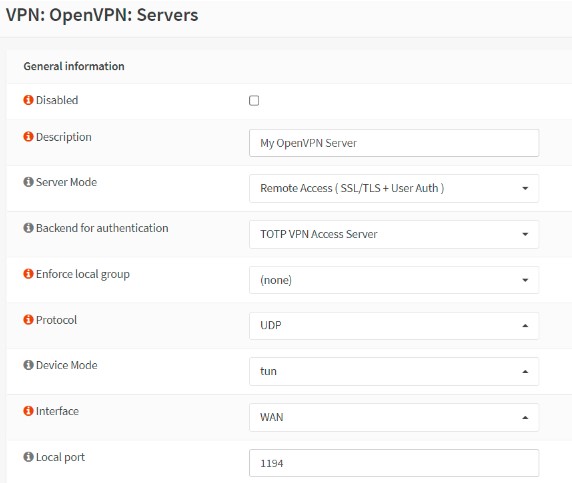 VPN: OpenVPN: Servers
General information
Disabled
Description
My OpenVPN Server
Server Mode
Remote Access ( SSL/TLS + User Auth )
Backend for authentication
TOTP VPN Access Server
Enforce local group
(none)
Protocol
UDP
Device Mode
tun
Interface
WAN
Local port
1194